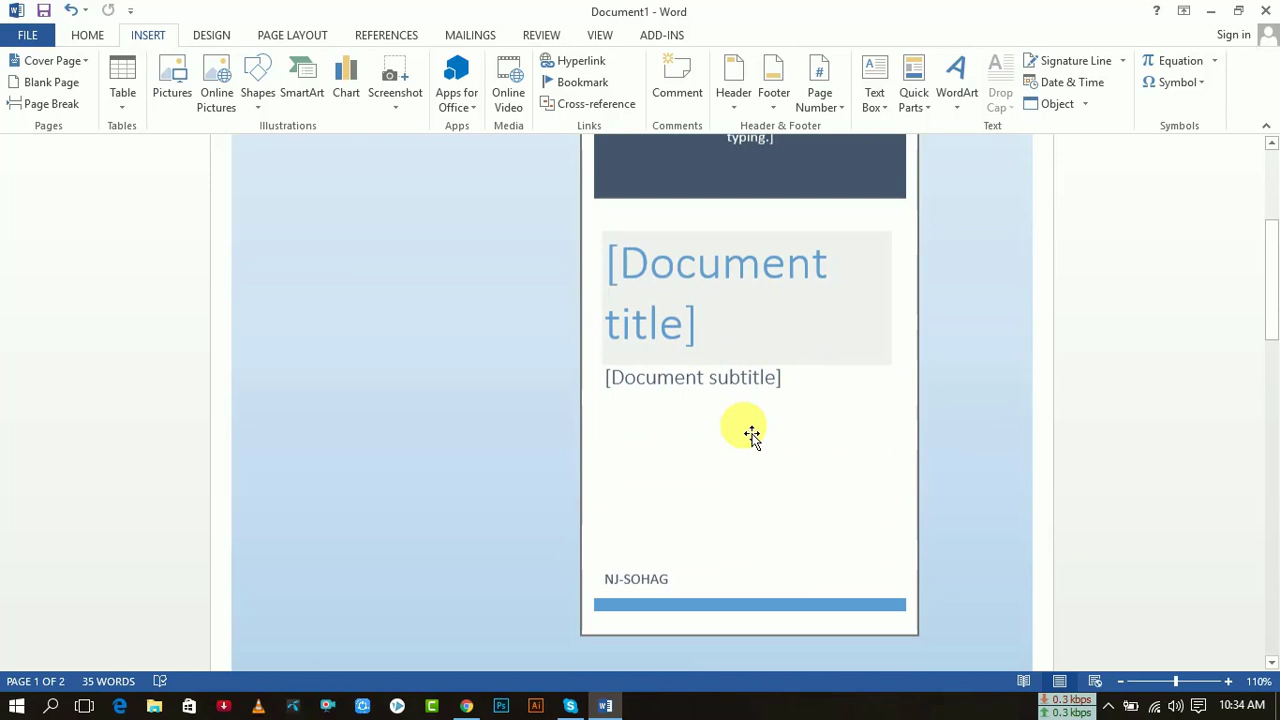 Document1 - Word
?
FILE HOME INSERT DESIGN PAGE LAYOUT REFERENCES MAILINGS REVIEW VIEW ADD-INS Sign in
Cover Page
Blank Page
Page Break
Pages
Table
Tables
Pictures
Online Pictures
Shapes
SmartArt
Chart
Screenshot
Illustrations
Apps for Office
Apps
Online Video
Media
Hyperlink
Bookmark
Cross-reference
Links
Comment
Comments
Header
Footer
Page Number
Header & Footer
Text Box
Quick Parts
WordArt
Drop Cap
Signature Line
Date & Time
Object
Text
Equation
Symbol
Symbols
typing.]
[Document
title]
[Document subtitle]
NJ-SOHAG
PAGE 1 OF 2 35 WORDS 110%
0.3 kbps
0.3 kbps
10:34 AM